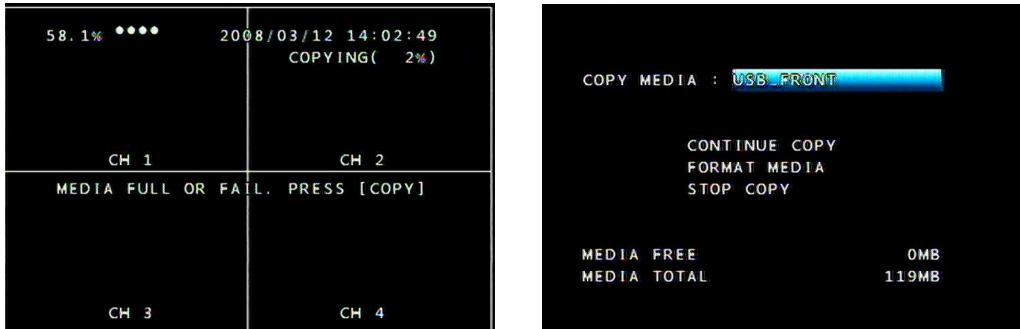 58.1% ●●●● 2008/03/12 14:02:49
COPYING( 2%)
CH 1 CH 2
MEDIA FULL OR FAIL. PRESS [COPY]
CH 3 CH 4
COPY MEDIA : USB_FRONT
CONTINUE COPY
FORMAT MEDIA
STOP COPY
MEDIA FREE 0MB
MEDIA TOTAL 119MB